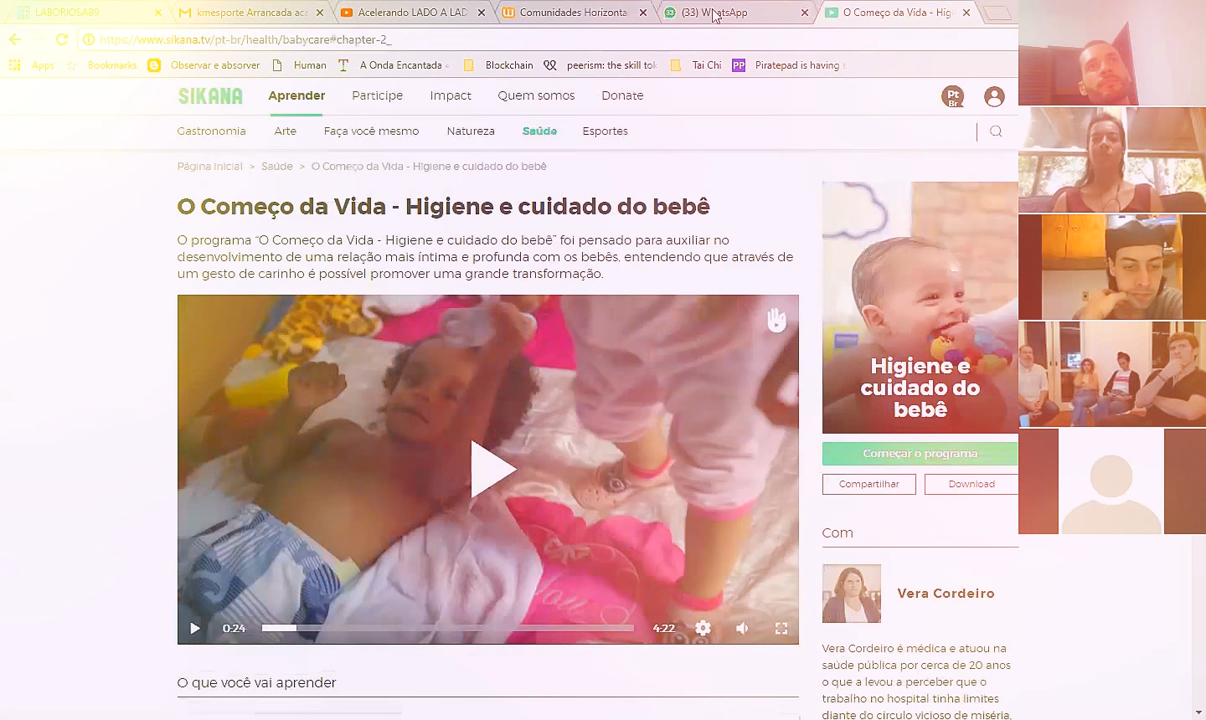 LABORIOSA89
kmesporte Arrancada ac
Acelerando LADO A LAD
Comunidades Horizonta
(33) WhatsApp
O Começo da Vida - Hig
https://www.sikana.tv/pt-br/health/babycare#chapter-2_
Apps
Bookmarks
Observar e absorver
Human
A Onda Encantada
Blockchain
peerism: the skill tok
Tai Chi
PP
Piratepad is having
SIKANA
Aprender
Participe
Impact
Quem somos
Donate
Pt
Br
Gastronomia
Arte
Faça você mesmo
Natureza
Saúde
Esportes
Página Inicial > Saúde > O Começo da Vida - Higiene e cuidado do bebê
O Começo da Vida - Higiene e cuidado do bebê
O programa “O Começo da Vida - Higiene e cuidado do bebê” foi pensado para auxiliar no
desenvolvimento de uma relação mais íntima e profunda com os bebês, entendendo que através de
um gesto de carinho é possível promover uma grande transformação.
0:24
4:22
O que você vai aprender
Higiene e
cuidado do
bebê
Começar o programa
Compartilhar
Download
Com
Vera Cordeiro
Vera Cordeiro é médica e atuou na
saúde pública por cerca de 20 anos
o que a levou a perceber que o
trabalho no hospital tinha limites
diante do círculo vicioso de miséria,